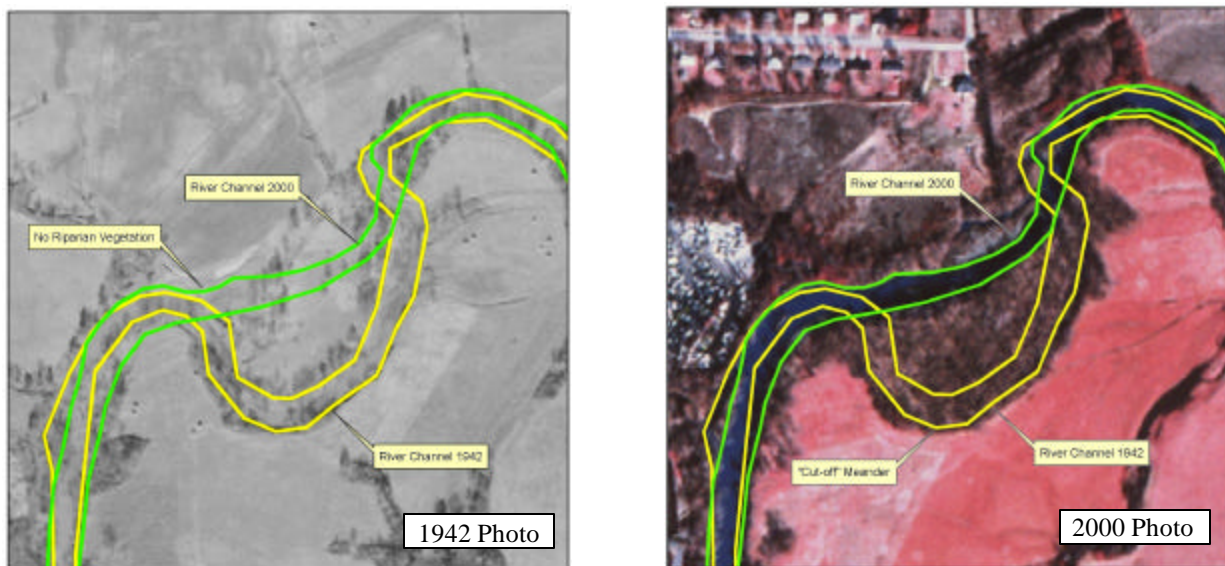 River Channel 2000
No Riparian Vegetation
River Channel 1942
1942 Photo
River Channel 2000
River Channel 1942
"Cut-off" Meander
2000 Photo